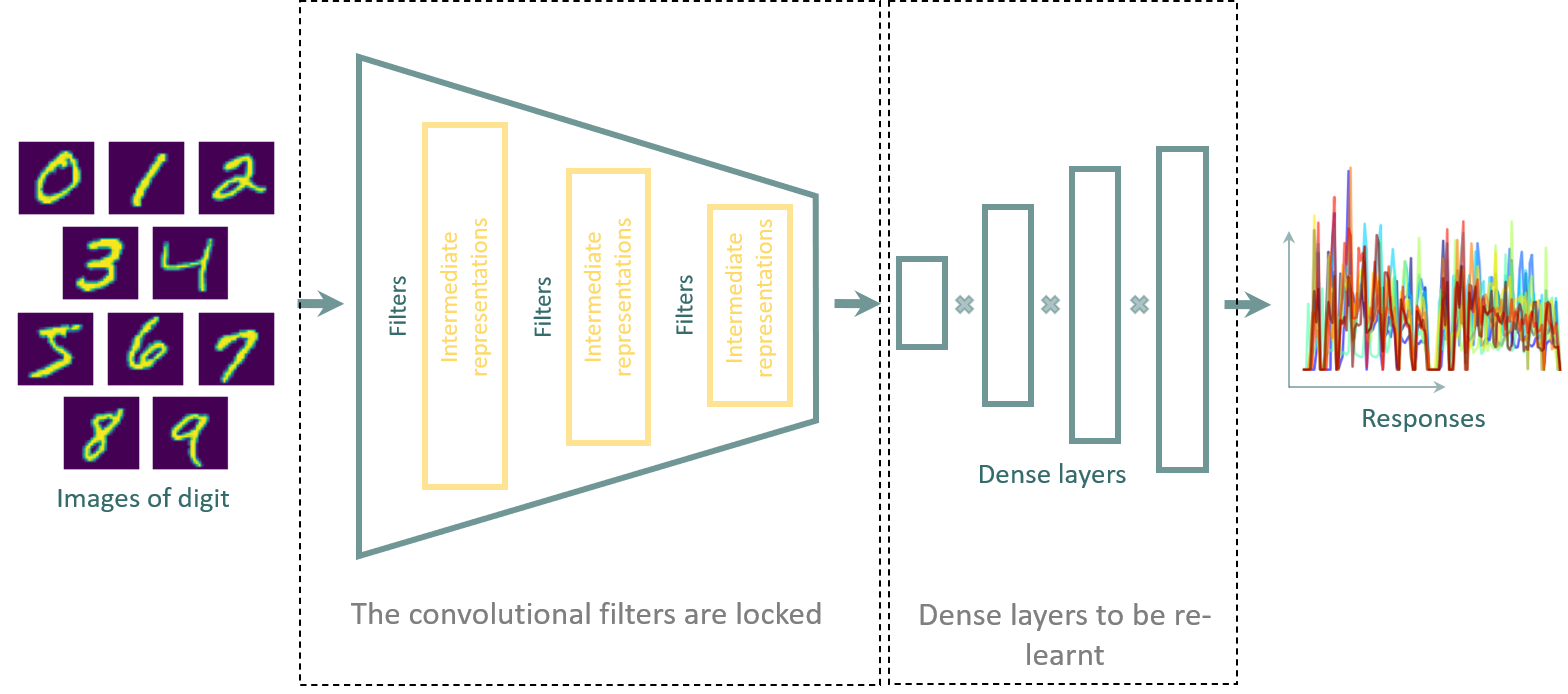 0 1 2
3 4
5 6 7
8 9
Images of digit
Filters
Intermediate
representations
Filters
Intermediate
representations
Filters
Intermediate
representations
The convolutional filters are locked
Dense layers
Dense layers to be re-
learnt
Responses